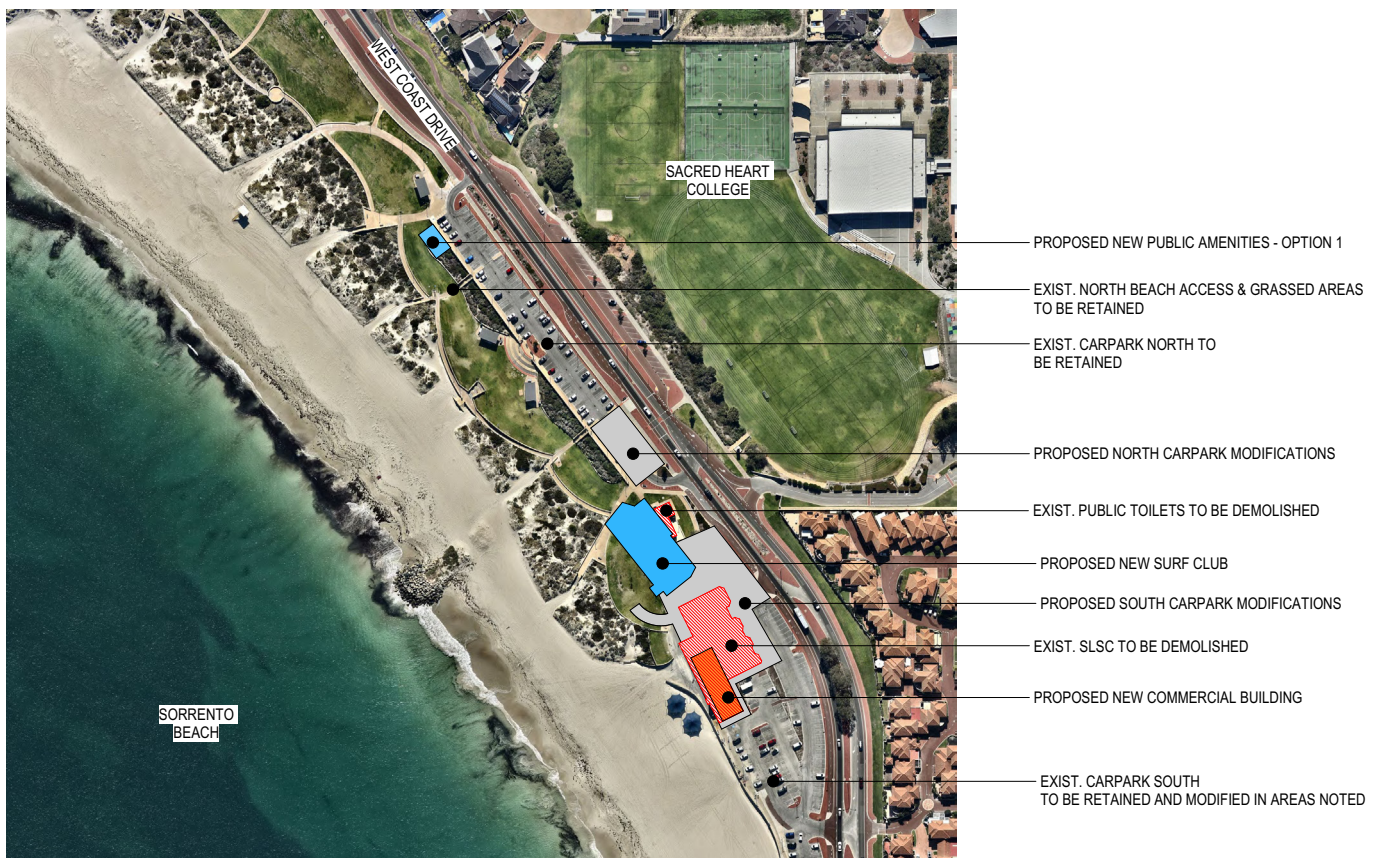 WEST COAST DRIVE
SACRED HEART
COLLEGE
PROPOSED NEW PUBLIC AMENITIES - OPTION 1
EXIST. NORTH BEACH ACCESS & GRASSED AREAS
TO BE RETAINED
EXIST. CARPARK NORTH TO
BE RETAINED
PROPOSED NORTH CARPARK MODIFICATIONS
EXIST. PUBLIC TOILETS TO BE DEMOLISHED
PROPOSED NEW SURF CLUB
PROPOSED SOUTH CARPARK MODIFICATIONS
EXIST. SLSC TO BE DEMOLISHED
PROPOSED NEW COMMERCIAL BUILDING
SORRENTO
BEACH
EXIST. CARPARK SOUTH
TO BE RETAINED AND MODIFIED IN AREAS NOTED